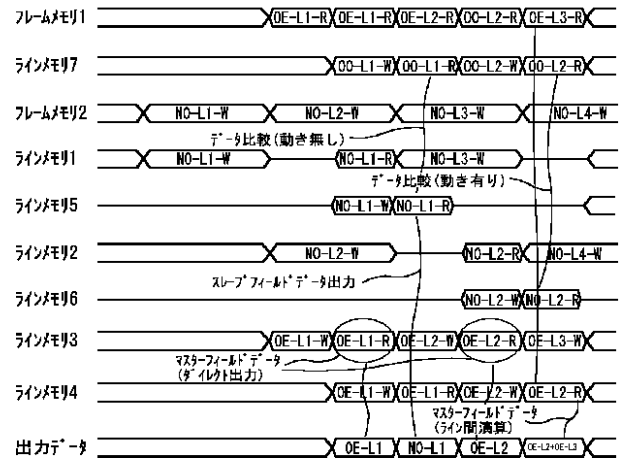 フレームメモリ1 OE-L1-R OE-L1-R OE-L2-R OO-L2-R OE-L3-R
ラインメモリ7 OO-L1-W OO-L1-R OO-L2-W OO-L2-R
フレームメモリ2 NO-L1-W NO-L2-W NO-L3-W NO-L4-W
データ比較(動き無し)
ラインメモリ1 NO-L1-W NO-L1-R NO-L3-W
データ比較(動き有り)
ラインメモリ5 NO-L1-W NO-L1-R
ラインメモリ2 NO-L2-W NO-L2-R NO-L4-W
スレーブフィールドデータ出力
ラインメモリ6 NO-L2-W NO-L2-R
ラインメモリ3 OE-L1-W OE-L1-R OE-L2-W OE-L2-R OE-L3-W
マスターフィールドデータ
(ダイレクト出力)
ラインメモリ4 OE-L1-W OE-L1-R OE-L2-W OE-L2-R
マスターフィールドデータ
(ライン間演算)
出力データ OE-L1 NO-L1 OE-L2 OE-L2+OE-L3